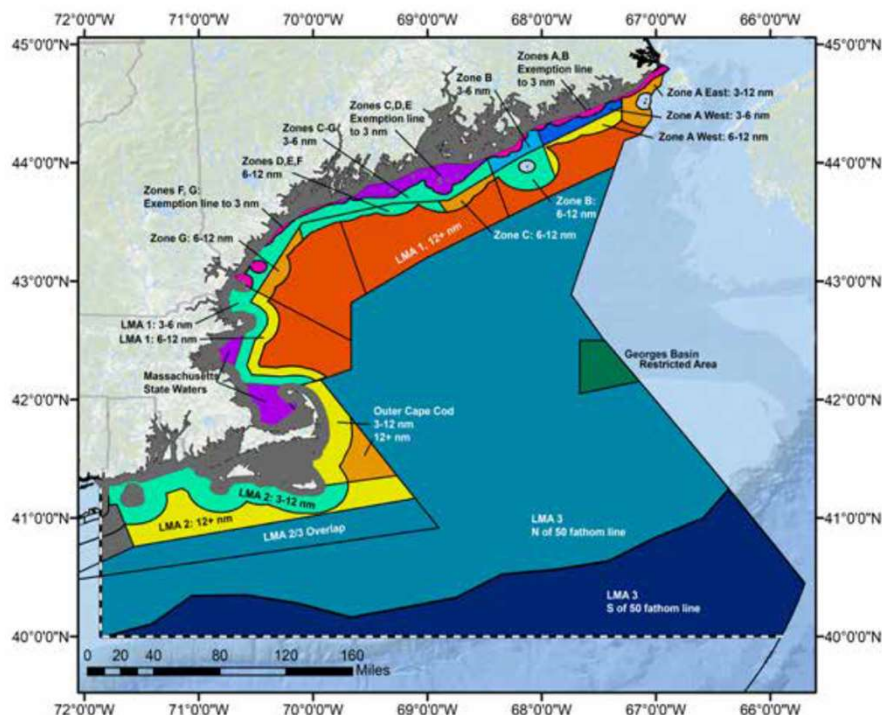 72°0'0"W 71°0'0"W 70°0'0"W 69°0'0"W 68°0'0"W 67°0'0"W 66°0'0"W
45°0'0"N 45°0'0"N
Zones A,B
Exemption line
to 3 nm
Zone B
3-6 nm
Zone A East: 3-12 nm
Zones C,D,E
Exemption line
to 3 nm
Zone A West: 3-6 nm
Zone A West: 6-12 nm
Zones C-G
3-6 nm
44°0'0"N 44°0'0"N
Zones D,E,F
6-12 nm
Zones F, G:
Exemption line to 3 nm
Zone B:
6-12 nm
Zone G: 6-12 nm
LMA 1, 12+ nm
Zone C: 6-12 nm
43°0'0"N 43°0'0"N
LMA 1: 3-6 nm
LMA 1: 6-12 nm
Georges Basin
Restricted Area
Massachusetts
State Waters
42°0'0"N 42°0'0"N
Outer Cape Cod
3-12 nm
12+ nm
LMA 2: 3-12 nm
41°0'0"N 41°0'0"N
LMA 2: 12+ nm
LMA 2/3 Overlap
LMA 3
N of 50 fathom line
LMA 3
S of 50 fathom line
40°0'0"N 40°0'0"N
0 20 40 80 120 160
Miles
72°0'0"W 71°0'0"W 70°0'0"W 69°0'0"W 68°0'0"W 67°0'0"W 66°0'0"W